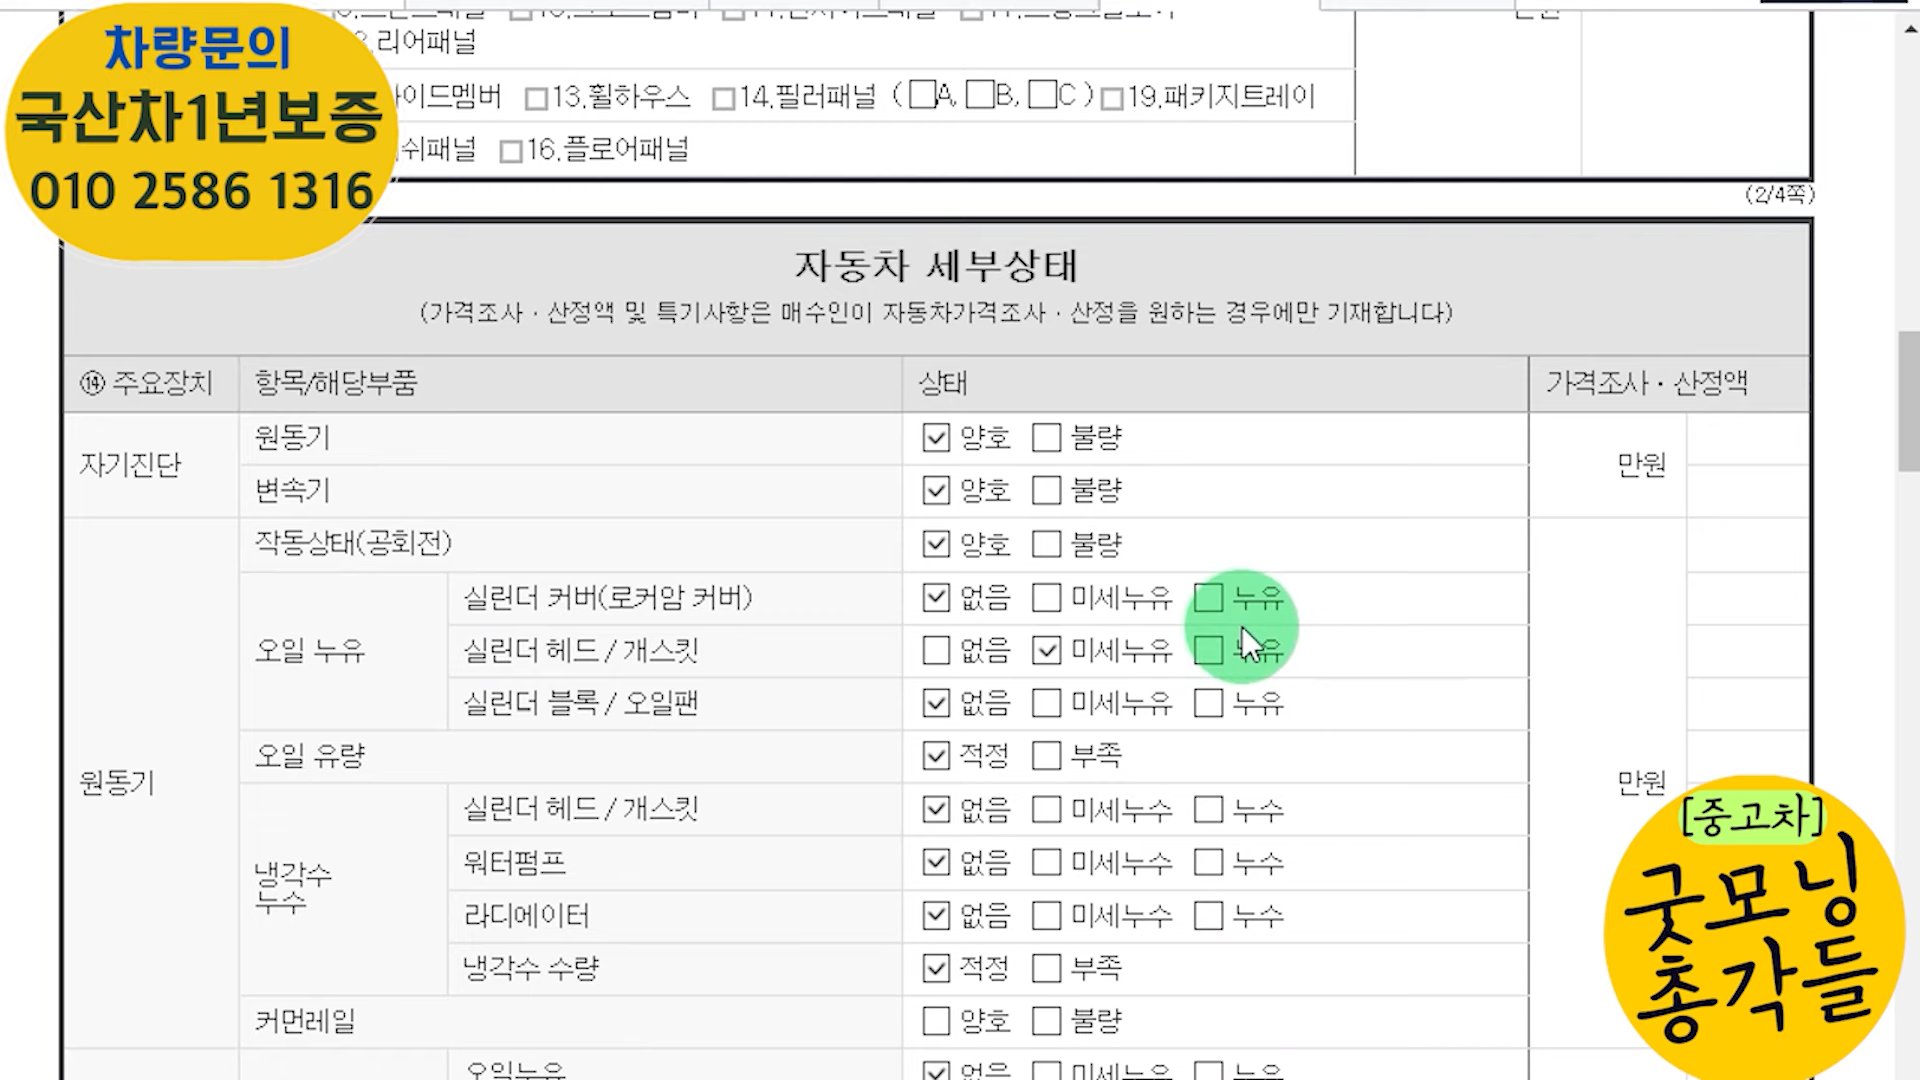 차량문의
국산차1년보증
010 2586 1316
리어패널
이드멤버 □13.휠하우스 □14.필러패널 (□A, □B, □C) □19.패키지트레이
쉬패널 □16.플로어패널
(2/4쪽)
자동차 세부상태
(가격조사 · 산정액 및 특기사항은 매수인이 자동차가격조사 · 산정을 원하는 경우에만 기재합니다)
⑭ 주요장치 항목/해당부품 상태 가격조사 · 산정액
자기진단 원동기 ☑ 양호 □ 불량 만원
변속기 ☑ 양호 □ 불량
원동기 작동상태(공회전) ☑ 양호 □ 불량 만원
오일 누유 실린더 커버(로커암 커버) ☑ 없음 □ 미세누유 □ 누유
실린더 헤드 / 개스킷 □ 없음 ☑ 미세누유 □ 누유
실린더 블록 / 오일팬 ☑ 없음 □ 미세누유 □ 누유
오일 유량 ☑ 적정 □ 부족
냉각수 누수 실린더 헤드 / 개스킷 ☑ 없음 □ 미세누수 □ 누수
워터펌프 ☑ 없음 □ 미세누수 □ 누수
라디에이터 ☑ 없음 □ 미세누수 □ 누수
냉각수 수량 ☑ 적정 □ 부족
커먼레일 □ 양호 □ 불량
오일누유 ☑ 없음 □ 미세누유 □ 누유
[중고차]
굿모닝
총각들